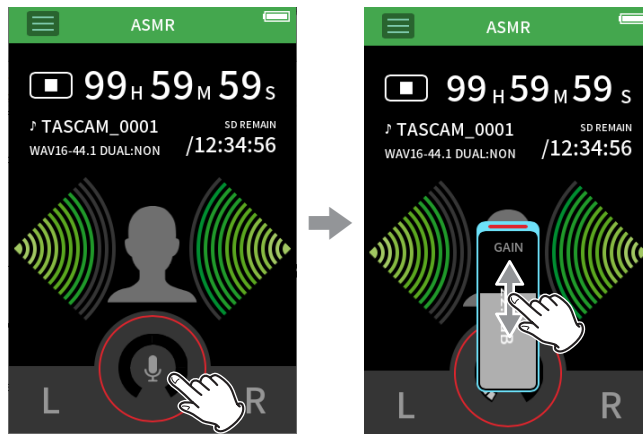 ASMR
99H59M59s
♪ TASCAM_0001
SD REMAIN
WAV16-44.1 DUAL:NON
/12:34:56
L
R
ASMR
99H59M59s
♪ TASCAM_0001
SD REMAIN
WAV16-44.1 DUAL:NON
/12:34:56
GAIN
L
R